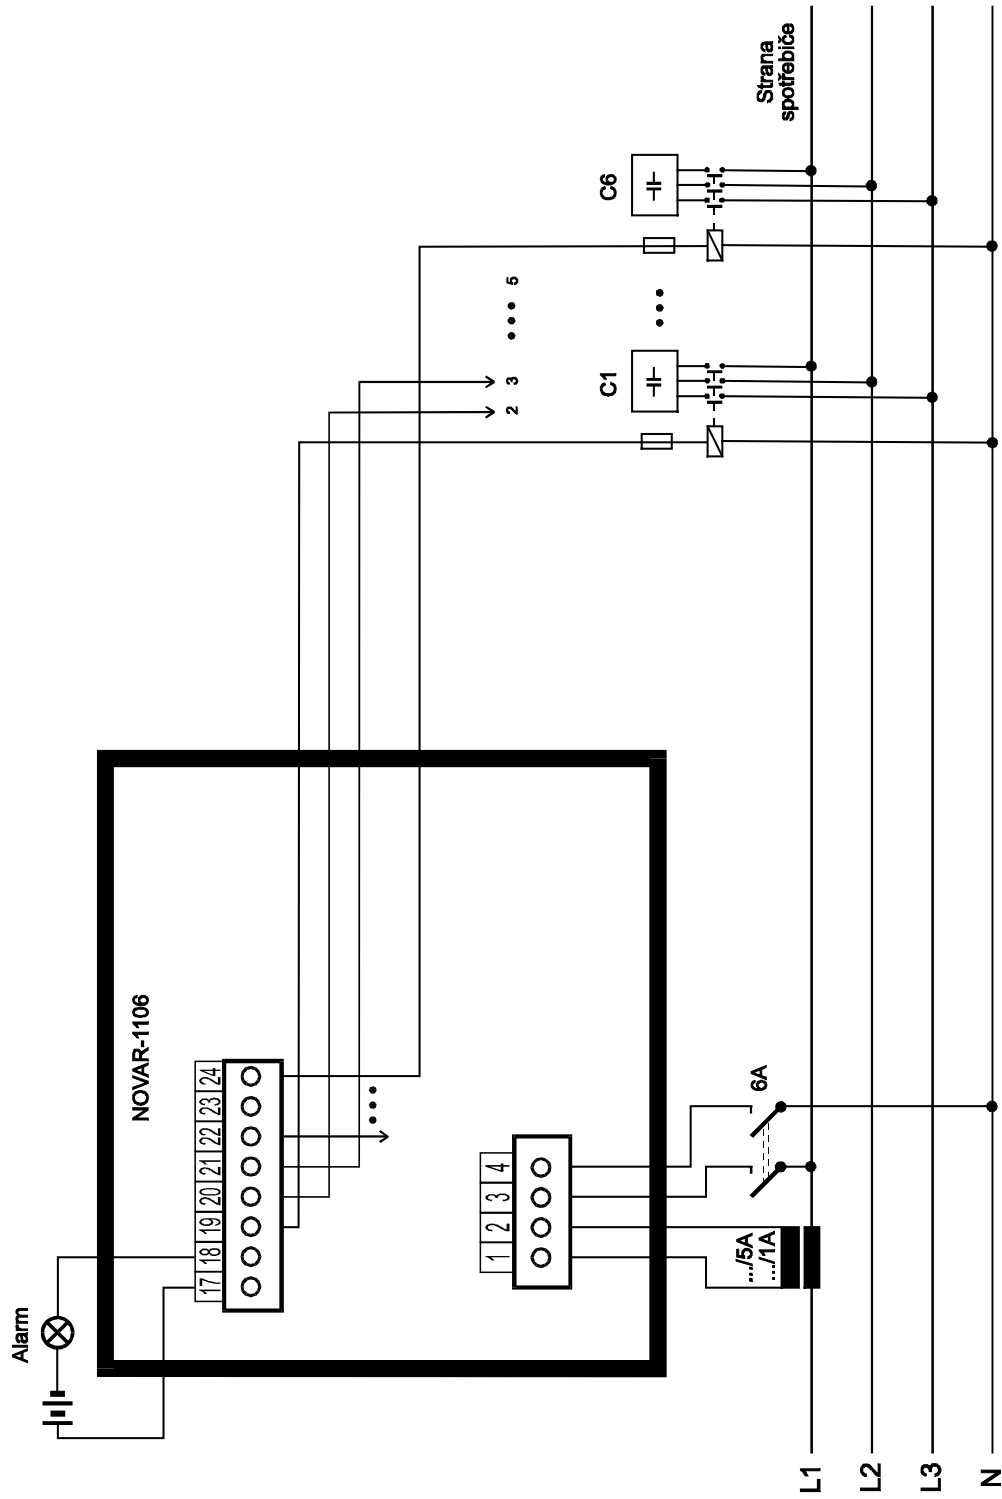 Alarm
NOVAR-1106
17 18 19 20 21 22 23 24
1 2 3 4
..../5A
.../1A
6A
2 3 5
C1
C6
Strana
spotřebiče
L1
L2
L3
N